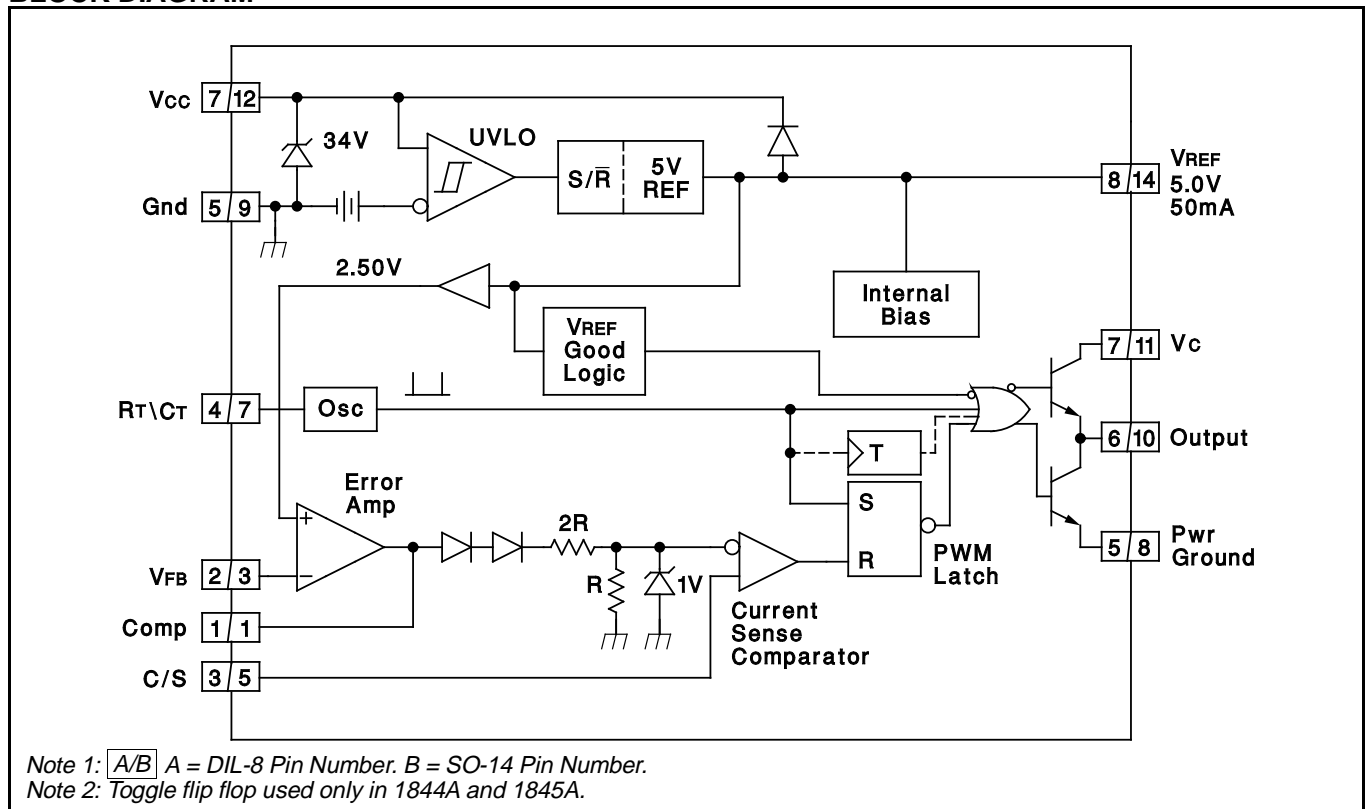 BLOCK DIAGRAM
Vcc 7/12
34V
UVLO
S/R̅
5V
REF
8/14
VREF
5.0V
50mA
Gnd 5/9
2.50V
Internal
Bias
VREF
Good
Logic
7/11 Vc
RT\CT 4/7
Osc
T
6/10 Output
Error
Amp
+
−
2R
R
1V
S
R
PWM
Latch
5/8
Pwr
Ground
VFB 2/3
Comp 1/1
C/S 3/5
Current
Sense
Comparator
Note 1: A/B A = DIL-8 Pin Number. B = SO-14 Pin Number.
Note 2: Toggle flip flop used only in 1844A and 1845A.